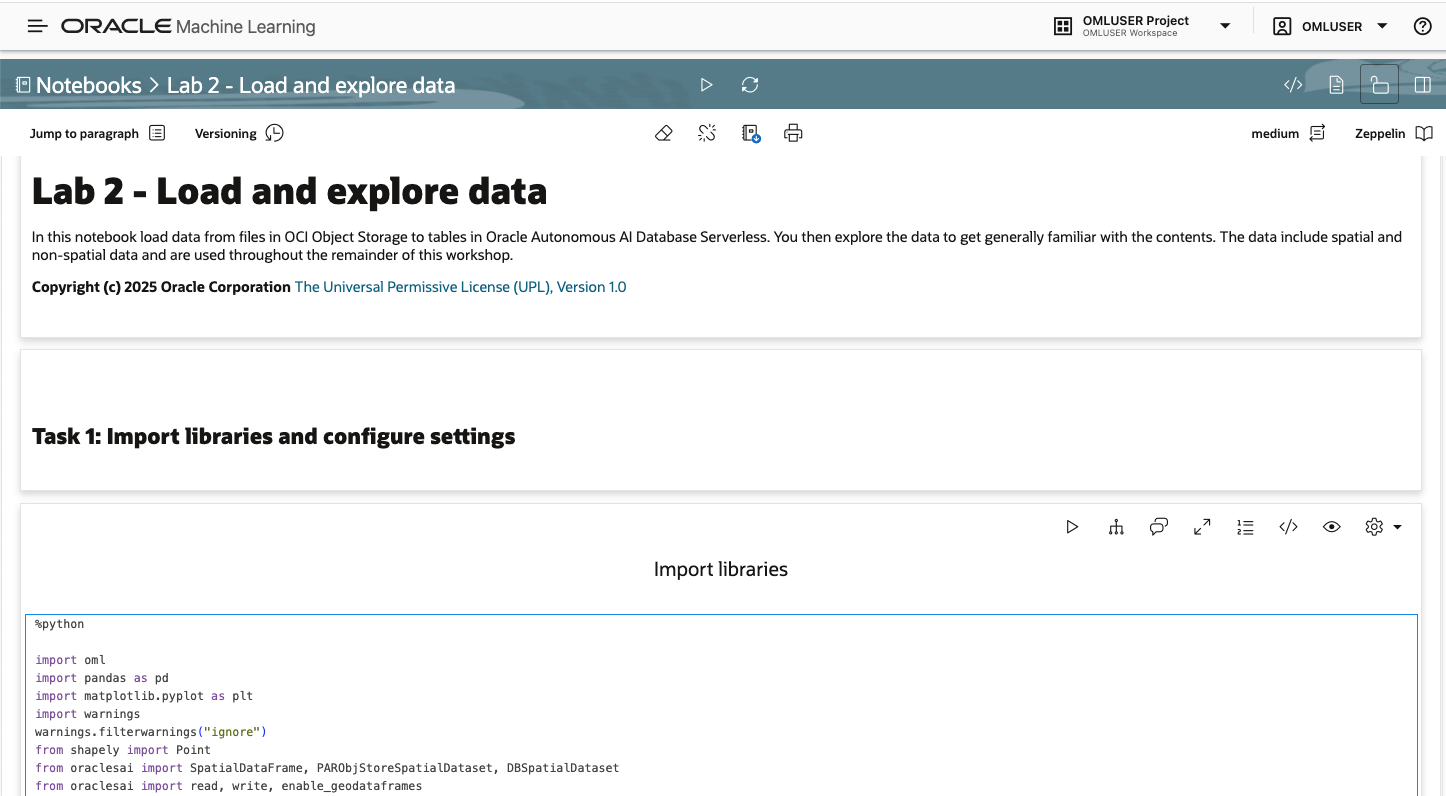 ORACLE Machine Learning
OMLUSER Project
OMLUSER Workspace
OMLUSER
Notebooks > Lab 2 - Load and explore data
Jump to paragraph
Versioning
medium
Zeppelin
Lab 2 - Load and explore data
In this notebook load data from files in OCI Object Storage to tables in Oracle Autonomous AI Database Serverless. You then explore the data to get generally familiar with the contents. The data include spatial and
non-spatial data and are used throughout the remainder of this workshop.
Copyright (c) 2025 Oracle Corporation The Universal Permissive License (UPL), Version 1.0
Task 1: Import libraries and configure settings
Import libraries
%python
import oml
import pandas as pd
import matplotlib.pyplot as plt
import warnings
warnings.filterwarnings("ignore")
from shapely import Point
from oraclesai import SpatialDataFrame, PARObjStoreSpatialDataset, DBSpatialDataset
from oraclesai import read, write, enable_geodataframes